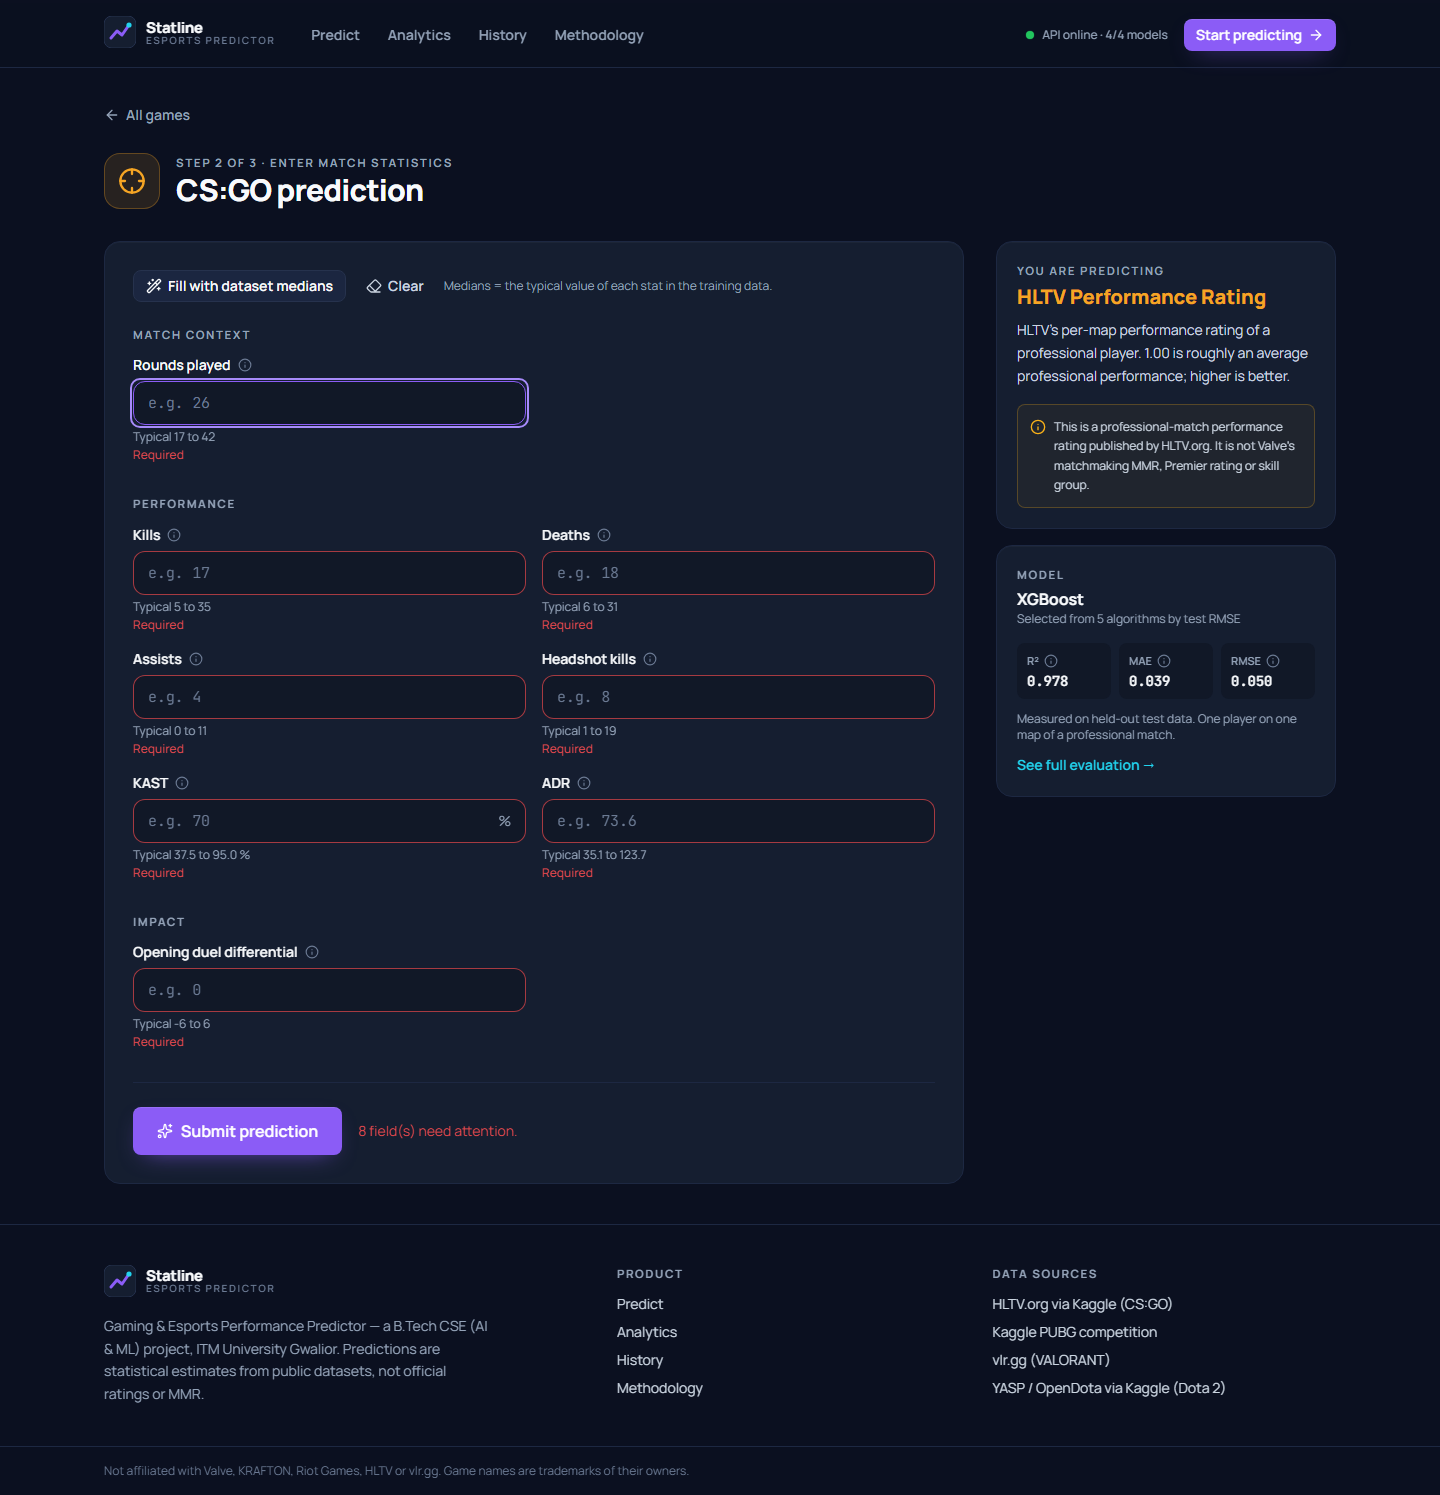 Statline
ESPORTS PREDICTOR
Predict
Analytics
History
Methodology
API online · 4/4 models
Start predicting →
← All games
STEP 2 OF 3 · ENTER MATCH STATISTICS
CS:GO prediction
Fill with dataset medians
Clear
Medians = the typical value of each stat in the training data.
MATCH CONTEXT
Rounds played
e.g. 26
Typical 17 to 42
Required
PERFORMANCE
Kills
e.g. 17
Typical 5 to 35
Required
Deaths
e.g. 18
Typical 6 to 31
Required
Assists
e.g. 4
Typical 0 to 11
Required
Headshot kills
e.g. 8
Typical 1 to 19
Required
KAST
e.g. 70
%
Typical 37.5 to 95.0 %
Required
ADR
e.g. 73.6
Typical 35.1 to 123.7
Required
IMPACT
Opening duel differential
e.g. 0
Typical -6 to 6
Required
Submit prediction
8 field(s) need attention.
YOU ARE PREDICTING
HLTV Performance Rating
HLTV's per-map performance rating of a
professional player. 1.00 is roughly an average
professional performance; higher is better.
This is a professional-match performance
rating published by HLTV.org. It is not Valve's
matchmaking MMR, Premier rating or skill
group.
MODEL
XGBoost
Selected from 5 algorithms by test RMSE
R²
0.978
MAE
0.039
RMSE
0.050
Measured on held-out test data. One player on one
map of a professional match.
See full evaluation →
Statline
ESPORTS PREDICTOR
Gaming & Esports Performance Predictor — a B.Tech CSE (AI
& ML) project, ITM University Gwalior. Predictions are
statistical estimates from public datasets, not official
ratings or MMR.
PRODUCT
Predict
Analytics
History
Methodology
DATA SOURCES
HLTV.org via Kaggle (CS:GO)
Kaggle PUBG competition
vlr.gg (VALORANT)
YASP / OpenDota via Kaggle (Dota 2)
Not affiliated with Valve, KRAFTON, Riot Games, HLTV or vlr.gg. Game names are trademarks of their owners.